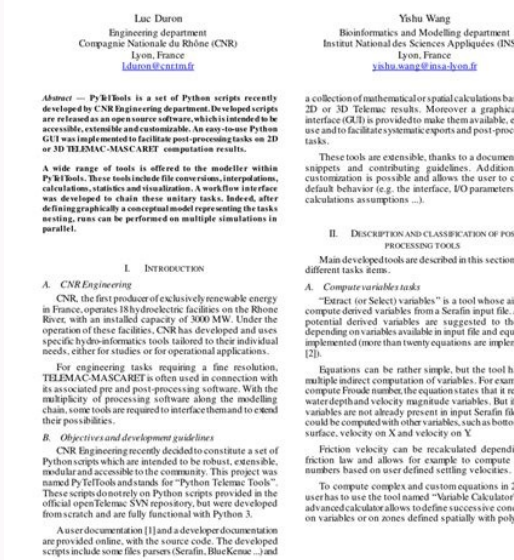 Luc Duron
Engineering department
Compagnie Nationale du Rhône (CNR)
Lyon, France
l.duron@cnr.tm.fr
Yishu Wang
Bioinformatics and Modelling department
Institut National des Sciences Appliquées (INS
Lyon, France
yishu.wang@insa-lyon.fr
Abstract — PyTelTools is a set of Python scripts recently
developed by CNR Engineering department. Developed scripts
are released as an open source software, which is intended to be
accessible, extensible and customizable. An easy-to-use Python
GUI was implemented to facilitate post-processing tasks on 2D
or 3D TELEMAC-MASCARET computation results.
A wide range of tools is offered to the modeller within
PyTelTools. These tools include file conversions, interpolations,
calculations, statistics and visualization. A workflow interface
was developed to chain these unitary tasks. Indeed, after
defining graphically a conceptual model representing the tasks
nesting, runs can be performed on multiple simulations in
parallel.
I. INTRODUCTION
A. CNR Engineering
CNR, the first producer of exclusively renewable energy
in France, operates 18 hydroelectric facilities on the Rhone
River, with an installed capacity of 3000 MW. Under the
operation of these facilities, CNR has developed and uses
specific hydro-informatics tools tailored to their individual
needs, either for studies or for operational applications.
For engineering tasks requiring a fine resolution,
TELEMAC-MASCARET is often used in connection with
its associated pre and post-processing software. With the
multiplicity of processing software along the modelling
chain, some tools are required to interface them and to extend
their possibilities.
B. Objectives and development guidelines
CNR Engineering recently decided to constitute a set of
Python scripts which are intended to be robust, extensible,
modular and accessible to the community. This project was
named PyTelTools and stands for "Python Telemac Tools".
These scripts do not rely on Python scripts provided in the
official openTelemac SVN repository, but were developed
from scratch and are fully functional with Python 3.
A user documentation [1] and a developer documentation
are provided online, with the source code. The developed
scripts include some files parsers (Serafin, BlueKenue ...) and
a collection of mathematical or spatial calculations bas
2D or 3D Telemac results. Moreover a graphica
interface (GUI) is provided to make them available, e
use and to facilitate systematic exports and post-proc
tasks.
These tools are extensible, thanks to a documen
snippets and contributing guidelines. Addition
customization is possible and allows the user to c
default behavior (e.g. the interface, I/O parameters
calculations assumptions ...).
II. DESCRIPTION AND CLASSIFICATION OF POS
PROCESSING TOOLS
Main developed tools are described in this section
different tasks items.
A. Compute variables tasks
"Extract (or Select) variables" is a tool whose ai
compute derived variables from a Serafin input file.
potential derived variables are suggested to the
depending on variables available in input file and equ
implemented (more than twenty equations are implem
[2]).
Equations can be rather simple, but the tool h
multiple indirect computation of variables. For exam
compute Froude number, the equation states that it re
water depth and velocity magnitude variables. But i
variables are not already present in input Serafin file
could be computed with other variables, such as botto
surface, velocity on X and velocity on Y.
Friction velocity can be recalculated dependi
friction law and allows for example to compute
numbers based on user defined settling velocities.
To compute complex and custom equations in 2
user has to use the tool named "Variable Calculator
advanced calculator allows to define successive cond
on variables or on zones defined spatially with poly